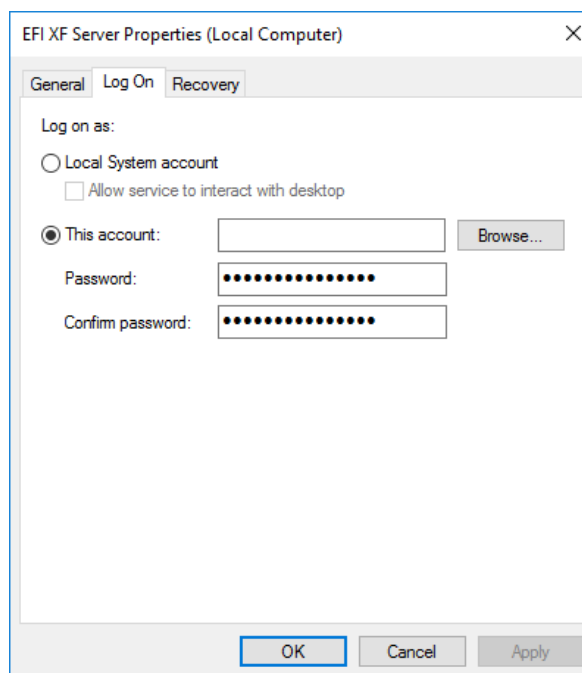 EFI XF Server Properties (Local Computer)
General Log On Recovery
Log on as:
Local System account
Allow service to interact with desktop
This account: Browse...
Password: •••••••••••••••
Confirm password: •••••••••••••••
OK Cancel Apply